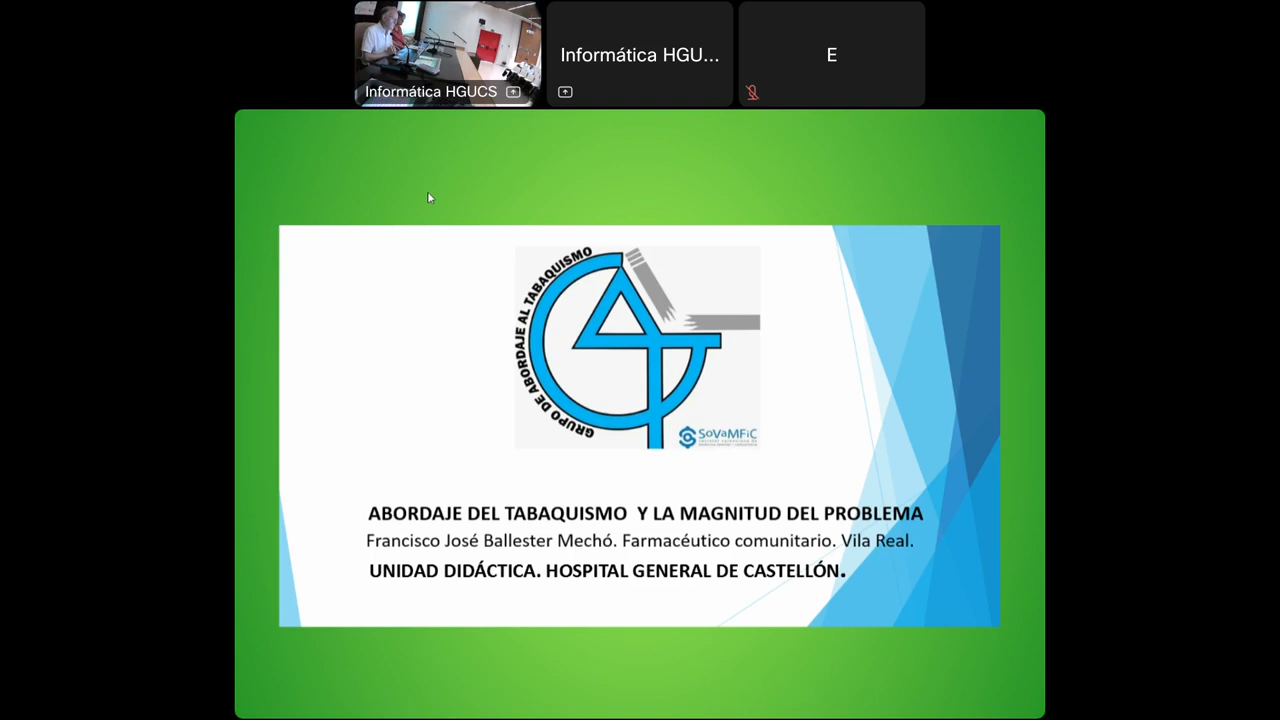 Informática HGUCS
Informática HGU...
E
GRUPO DE ABORDAJE AL TABAQUISMO
SoVaMFiC
ABORDAJE DEL TABAQUISMO Y LA MAGNITUD DEL PROBLEMA
Francisco José Ballester Mechó. Farmacéutico comunitario. Vila Real.
UNIDAD DIDÁCTICA. HOSPITAL GENERAL DE CASTELLÓN.